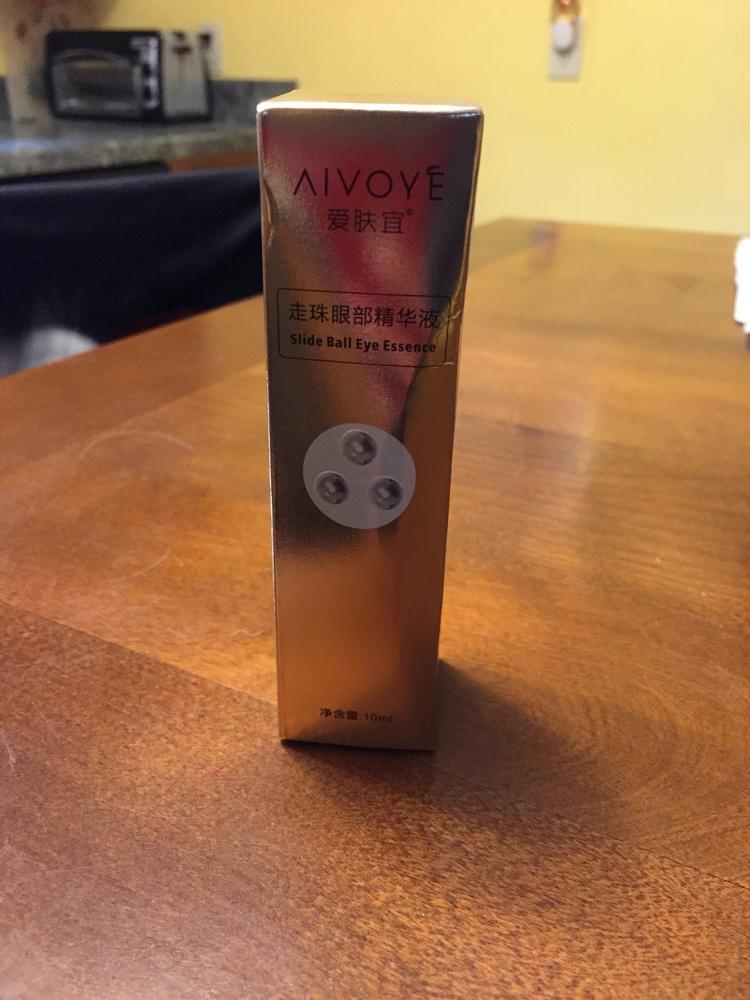 AIVOYE
爱肤宜®
走珠眼部精华液
Slide Ball Eye Essence
净含量:10ml